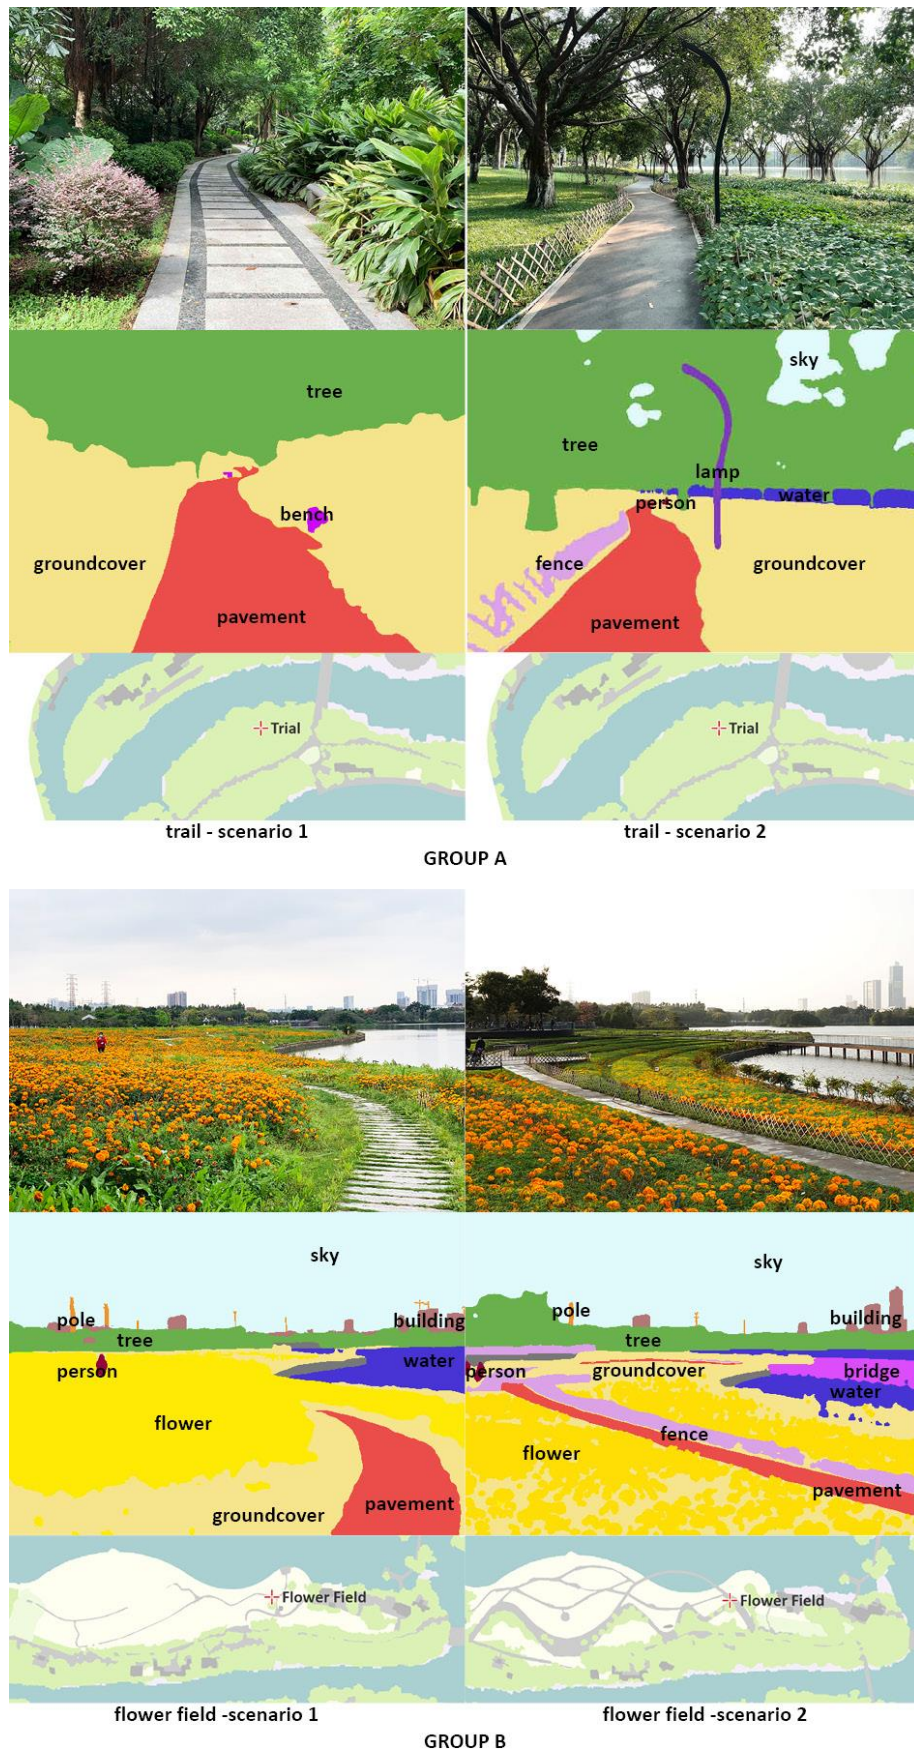 sky
tree
tree
lamp
water
person
bench
groundcover
fence
groundcover
pavement
pavement
Trial
Trial
trail - scenario 1
trail - scenario 2
GROUP A
sky
sky
pole
building
pole
building
tree
tree
person
water
person
groundcover
bridge
water
flower
fence
flower
groundcover
pavement
pavement
Flower Field
Flower Field
flower field -scenario 1
flower field -scenario 2
GROUP B